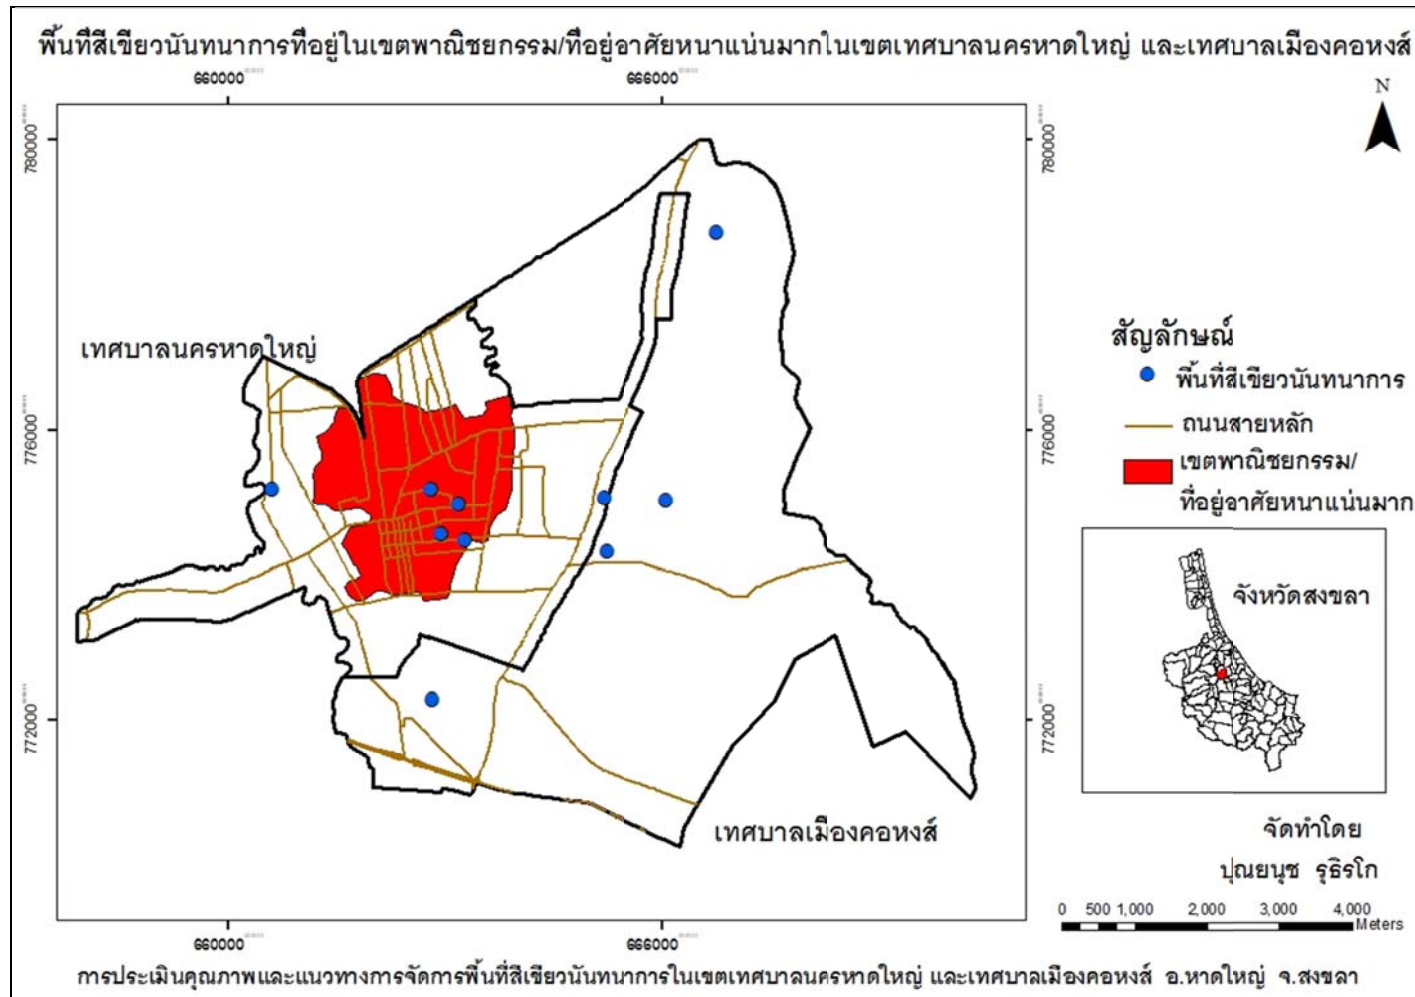 พื้นที่สีเขียวนันทนาการที่อยู่ในเขตพาณิชยกรรม/ที่อยู่อาศัยหนาแน่นมากในเขตเทศบาลนครหาดใหญ่ และเทศบาลเมืองคอหงส์
660000
666000
N
780000
780000
เทศบาลนครหาดใหญ่
สัญลักษณ์
พื้นที่สีเขียวนันทนาการ
ถนนสายหลัก
เขตพาณิชยกรรม/
ที่อยู่อาศัยหนาแน่นมาก
776000
776000
จังหวัดสงขลา
772000
772000
เทศบาลเมืองคอหงส์
จัดทำโดย
ปุณยนุช รุธิรโก
0 500 1,000 2,000 3,000 4,000
Meters
660000
666000
การประเมินคุณภาพและแนวทางการจัดการพื้นที่สีเขียวนันทนาการในเขตเทศบาลนครหาดใหญ่ และเทศบาลเมืองคอหงส์ อ.หาดใหญ่ จ.สงขลา